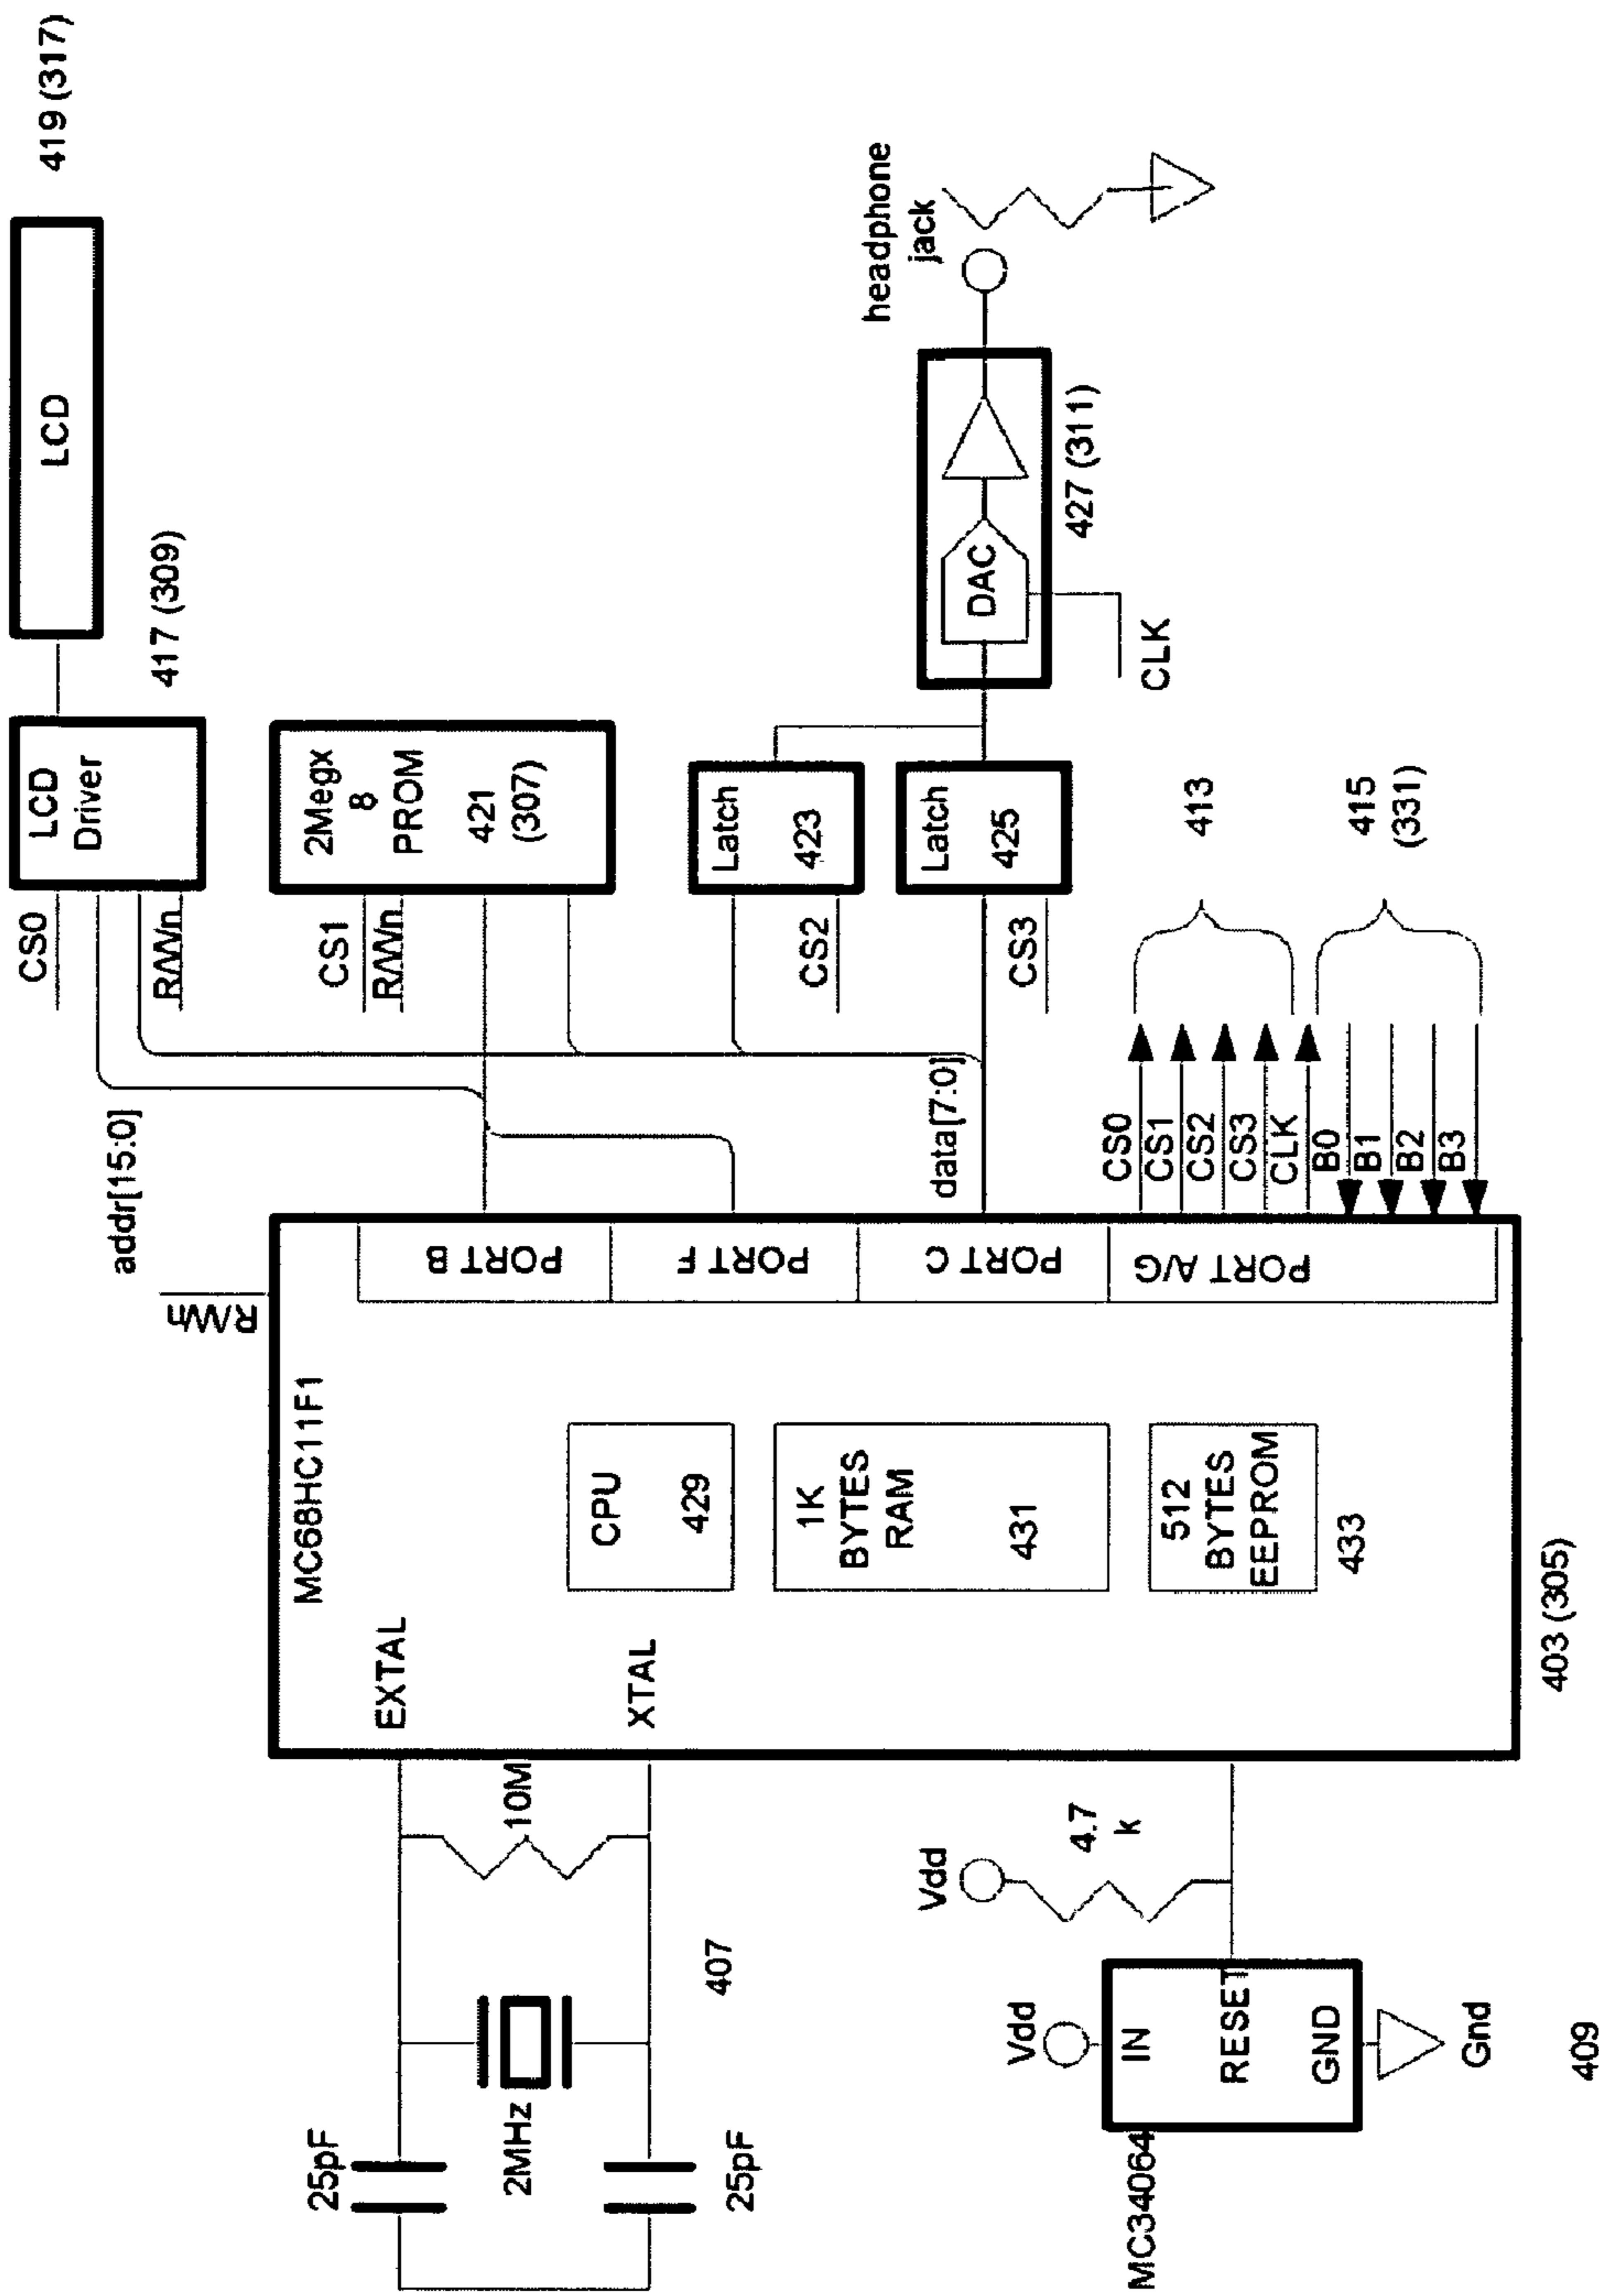 419 (317)
LCD
417 (309)
LCD
Driver
CS0
R/Wn
2Megx
8
PROM
421
(307)
CS1
R/Wn
Latch
423
CS2
Latch
425
CS3
headphone
jack
DAC
427 (311)
CLK
addr[15:0]
data[7:0]
R/Wn
413
415
(331)
CS0
CS1
CS2
CS3
CLK
B0
B1
B2
B3
MC68HC11F1
PORT B
PORT F
PORT C
PORT A/G
CPU
429
1K
BYTES
RAM
431
512
BYTES
EEPROM
433
EXTAL
XTAL
403 (305)
10M
25pF
2MHz
25pF
407
Vdd
4.7
k
Vdd
IN
RESET
GND
Gnd
MC34064
409